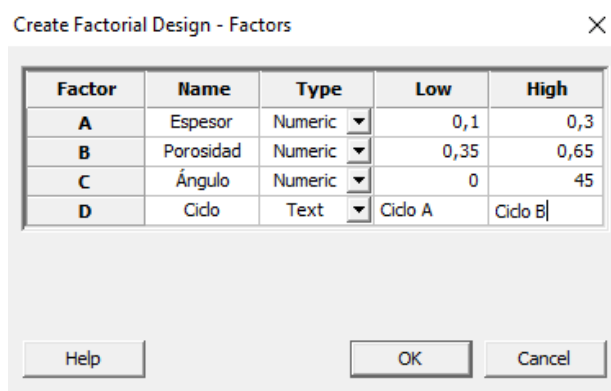 Create Factorial Design - Factors
Factor Name Type Low High
A Espesor Numeric 0,1 0,3
B Porosidad Numeric 0,35 0,65
C Ángulo Numeric 0 45
D Ciclo Text Ciclo A Ciclo B
Help OK Cancel